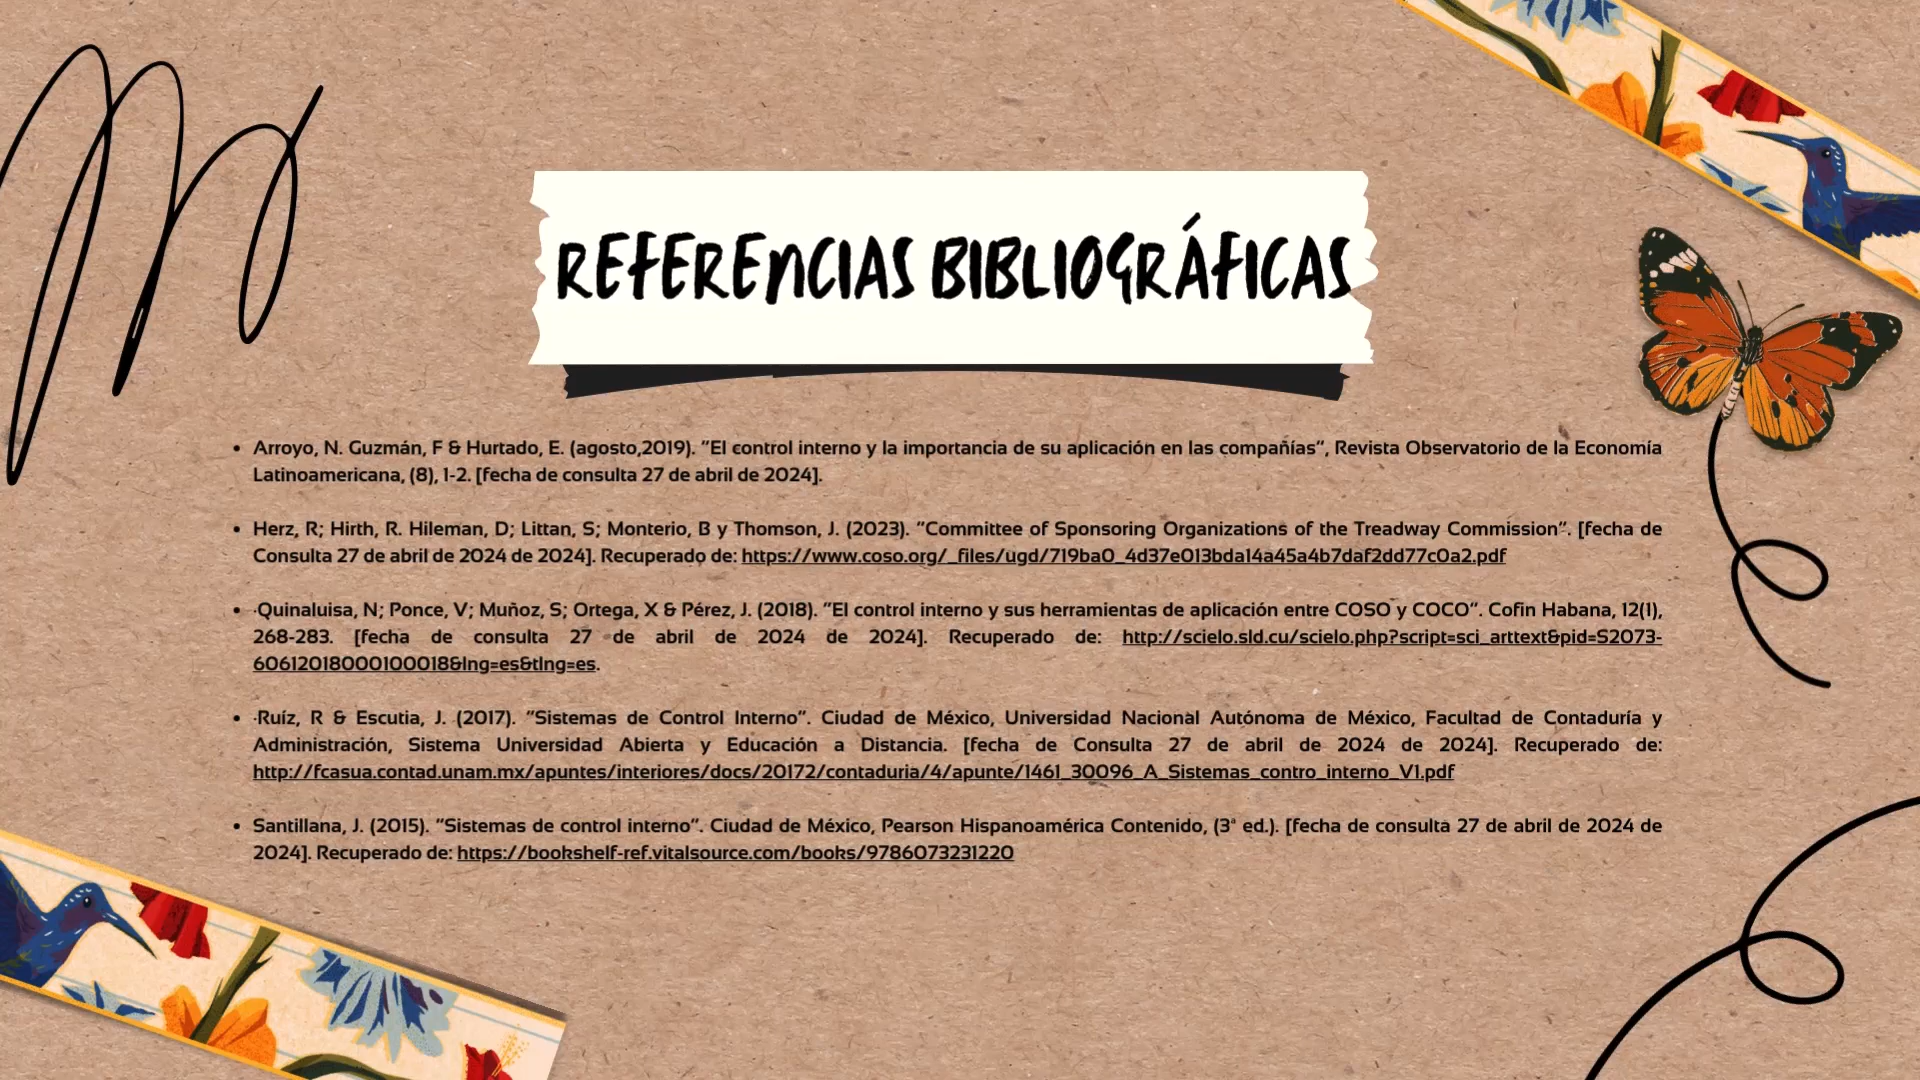 REFERENCIAS BIBLIOGRÁFICAS
• Arroyo, N. Guzmán, F & Hurtado, E. (agosto,2019). “El control interno y la importancia de su aplicación en las compañías”, Revista Observatorio de la Economía
Latinoamericana, (8), 1-2. [fecha de consulta 27 de abril de 2024].
• Herz, R; Hirth, R. Hileman, D; Littan, S; Monterio, B y Thomson, J. (2023). “Committee of Sponsoring Organizations of the Treadway Commission”. [fecha de
Consulta 27 de abril de 2024 de 2024]. Recuperado de: https://www.coso.org/_files/ugd/719ba0_4d37e013bda14a45a4b7daf2dd77c0a2.pdf
• ·Quinaluisa, N; Ponce, V; Muñoz, S; Ortega, X & Pérez, J. (2018). “El control interno y sus herramientas de aplicación entre COSO y COCO”. Cofin Habana, 12(1),
268-283. [fecha de consulta 27 de abril de 2024 de 2024]. Recuperado de: http://scielo.sld.cu/scielo.php?script=sci_arttext&pid=S2073-
60612018000100018&lng=es&tlng=es.
• ·Ruíz, R & Escutia, J. (2017). “Sistemas de Control Interno”. Ciudad de México, Universidad Nacional Autónoma de México, Facultad de Contaduría y
Administración, Sistema Universidad Abierta y Educación a Distancia. [fecha de Consulta 27 de abril de 2024 de 2024]. Recuperado de:
http://fcasua.contad.unam.mx/apuntes/interiores/docs/20172/contaduria/4/apunte/1461_30096_A_Sistemas_contro_interno_V1.pdf
• Santillana, J. (2015). “Sistemas de control interno”. Ciudad de México, Pearson Hispanoamérica Contenido, (3ª ed.). [fecha de consulta 27 de abril de 2024 de
2024]. Recuperado de: https://bookshelf-ref.vitalsource.com/books/9786073231220